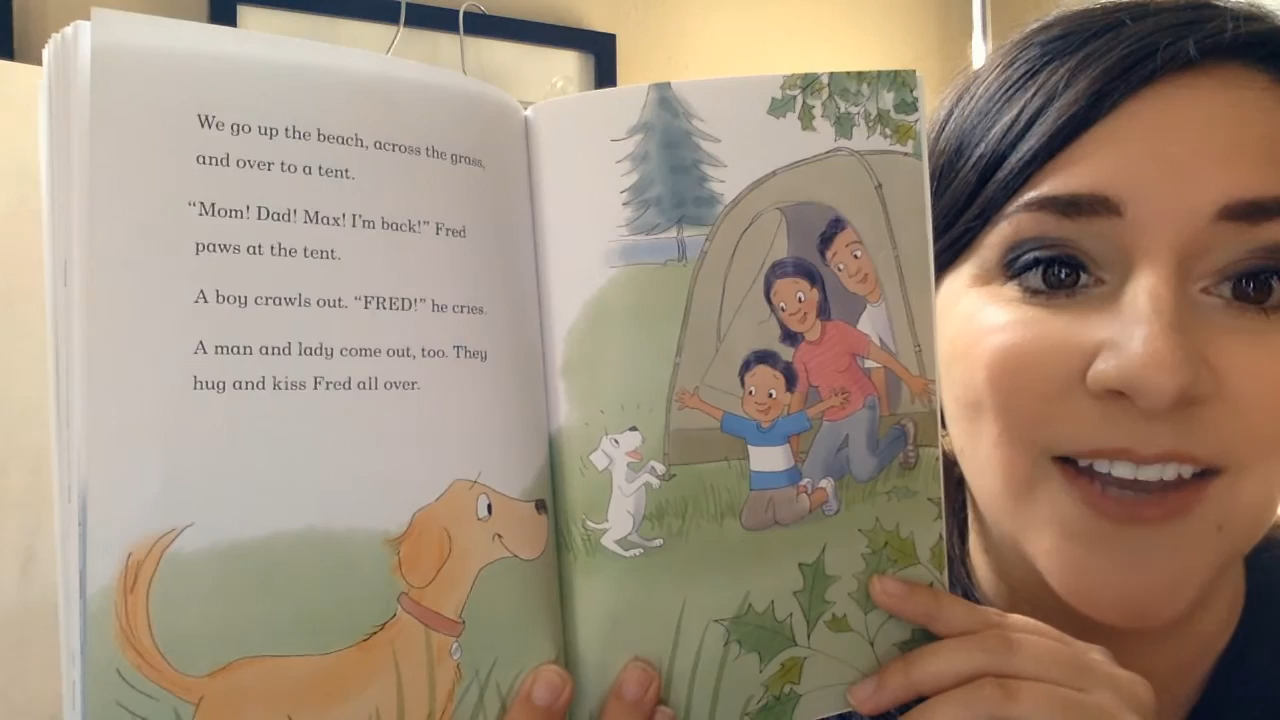 We go up the beach, across the grass,
and over to a tent.
“Mom! Dad! Max! I'm back!” Fred
paws at the tent.
A boy crawls out. “FRED!” he cries.
A man and lady come out, too. They
hug and kiss Fred all over.